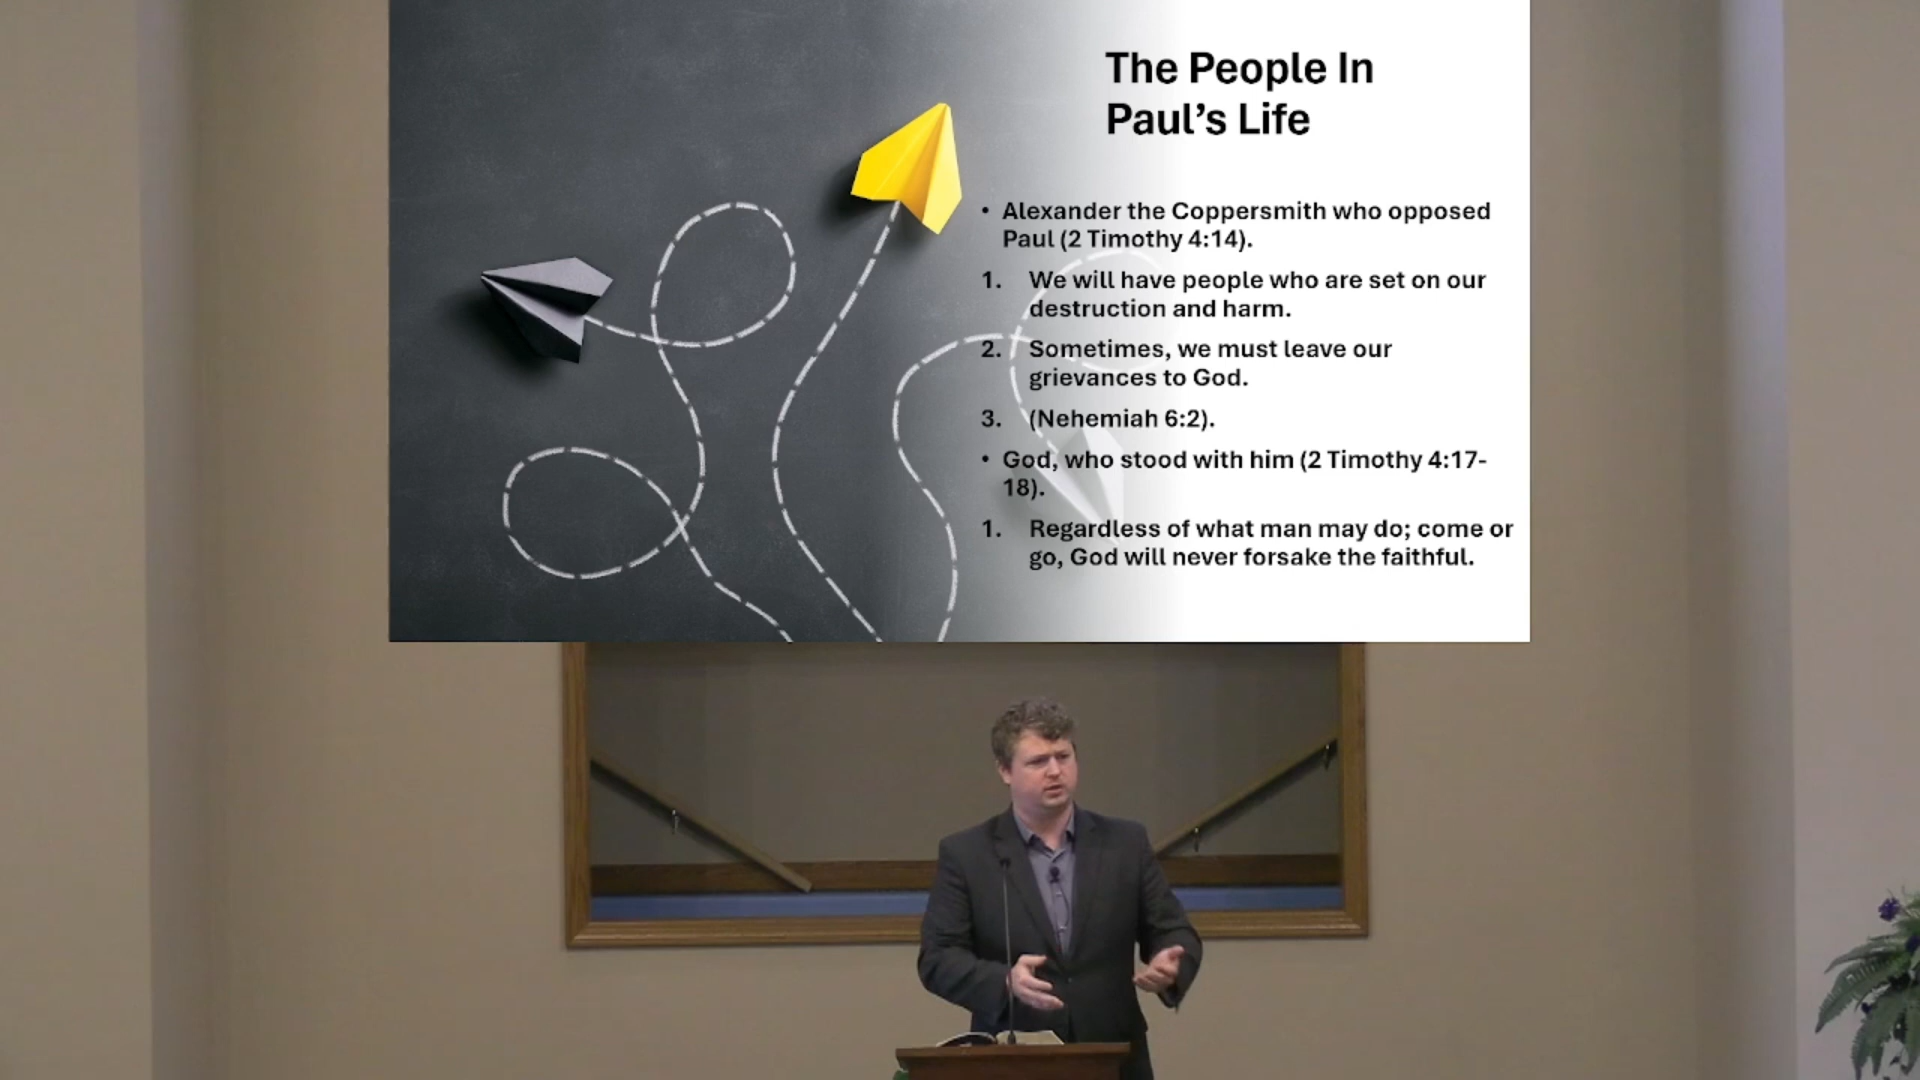 The People In
Paul’s Life
• Alexander the Coppersmith who opposed
Paul (2 Timothy 4:14).
1. We will have people who are set on our
destruction and harm.
2. Sometimes, we must leave our
grievances to God.
3. (Nehemiah 6:2).
• God, who stood with him (2 Timothy 4:17-
18).
1. Regardless of what man may do; come or
go, God will never forsake the faithful.